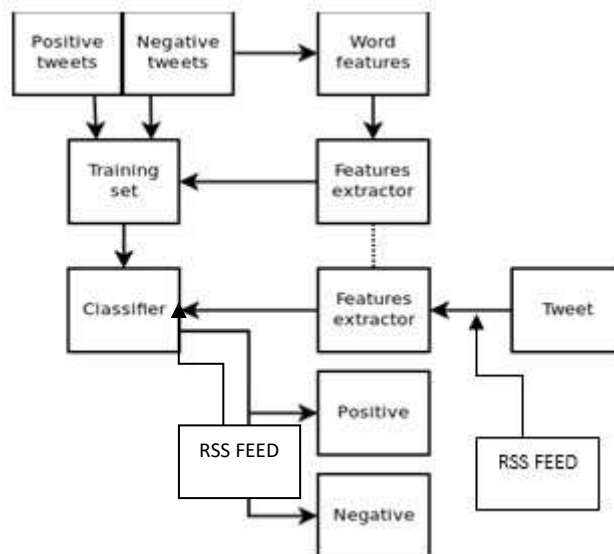 Positive
tweets
Negative
tweets
Word
features
Training
set
Features
extractor
Classifier
Features
extractor
Tweet
Positive
RSS FEED
RSS FEED
Negative